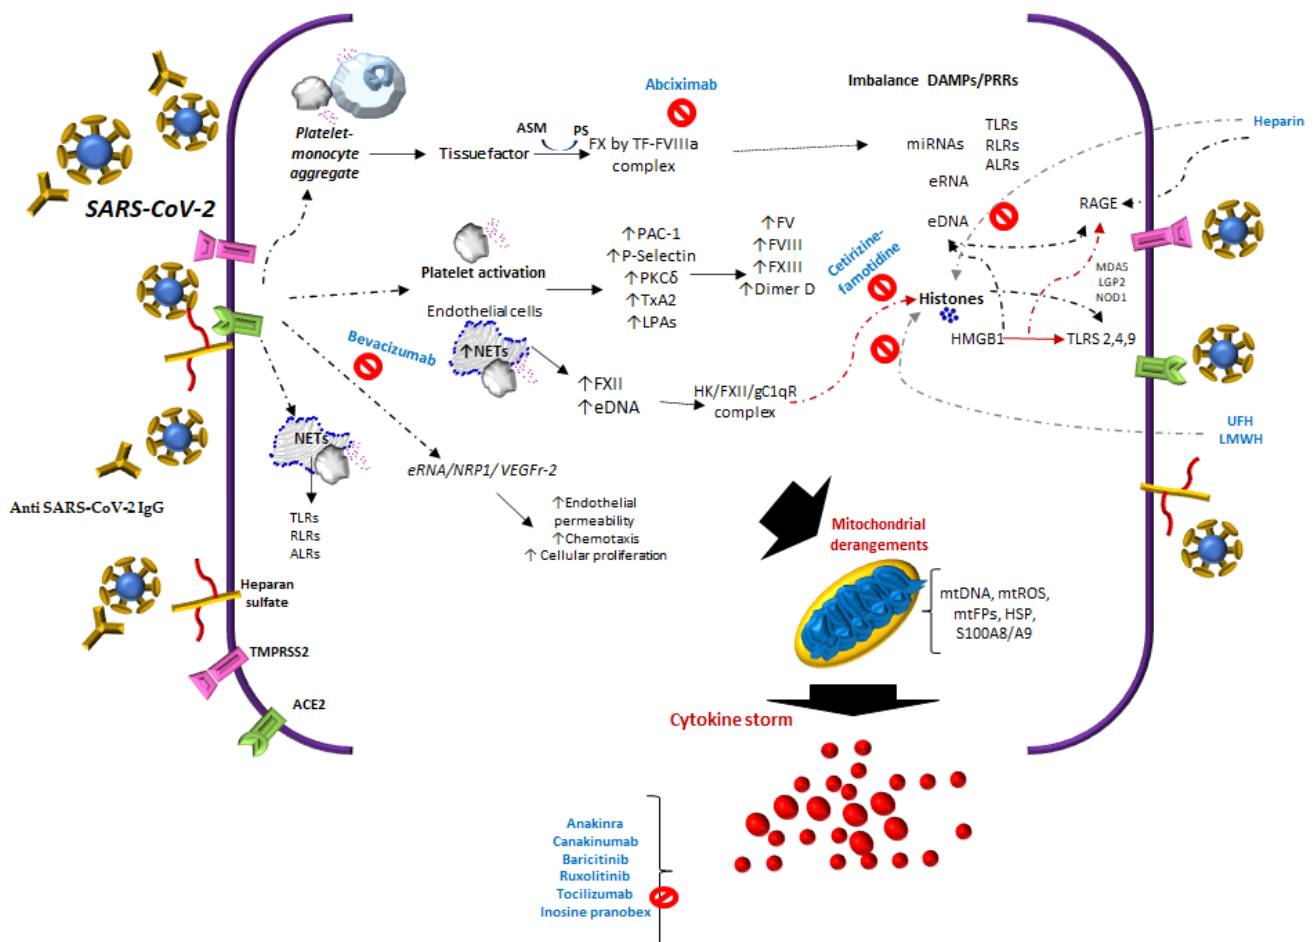 Abciximab
Imbalance DAMPs/PRRs
Heparin
ASM
PS
Platelet-
monocyte
aggregate
Tissue factor
FX by TF-FVIIIa
complex
miRNAs
TLRs
RLRs
ALRs
eRNA
eDNA
RAGE
SARS-CoV-2
↑PAC-1
↑P-Selectin
↑PKCδ
↑TxA2
↑LPAs
↑FV
↑FVIII
↑FXIII
↑Dimer D
Cetirizine-
famotidine
Platelet activation
Endothelial cells
↑NETs
Bevacizumab
MDA5
LGP2
NOD1
Histones
HMGB1
TLRS 2,4,9
↑FXII
↑eDNA
HK/FXII/gC1qR
complex
UFH
LMWH
NETs
eRNA/NRP1/ VEGFr-2
Anti SARS-CoV-2 IgG
TLRs
RLRs
ALRs
↑Endothelial
permeability
↑Chemotaxis
↑ Cellular proliferation
Mitochondrial
derangements
Heparan
sulfate
mtDNA, mtROS,
mtFPs, HSP,
S100A8/A9
TMPRSS2
ACE2
Cytokine storm
Anakinra
Canakinumab
Baricitinib
Ruxolitinib
Tocilizumab
Inosine pranobex